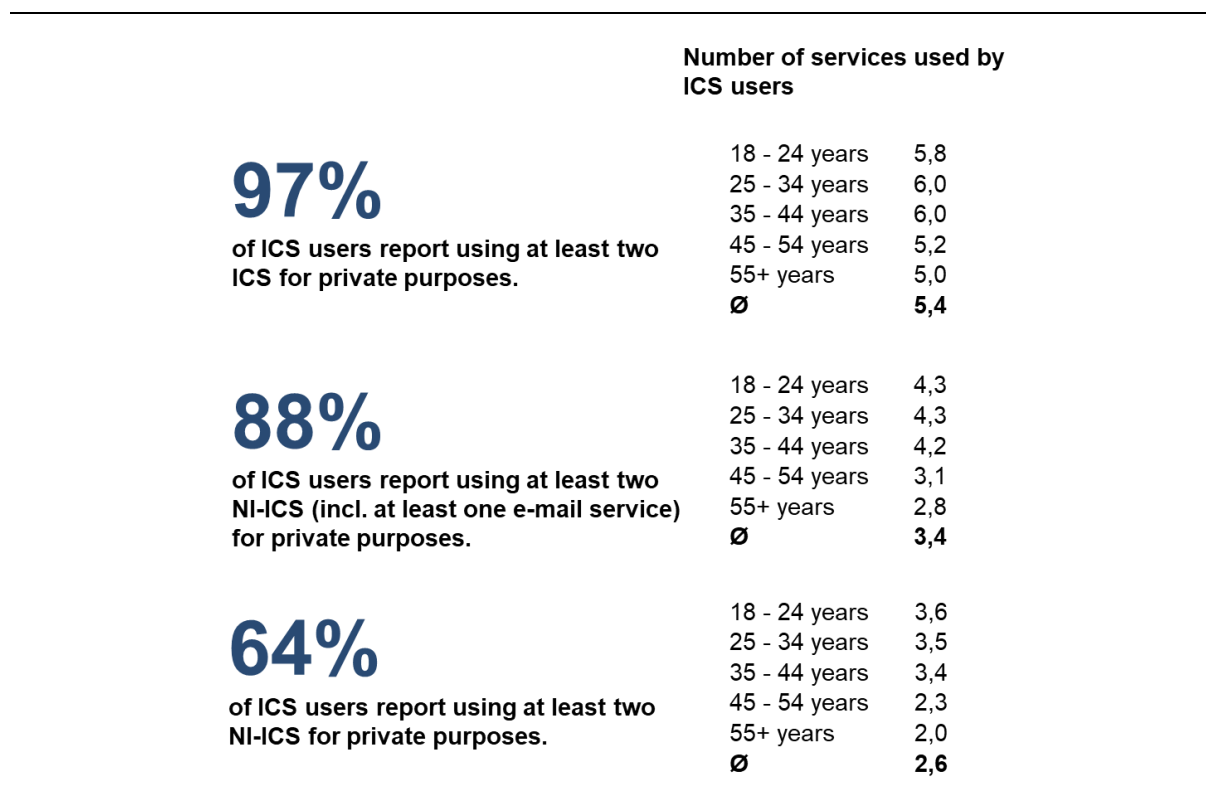 Number of services used by
ICS users
97%
of ICS users report using at least two
ICS for private purposes.
18 - 24 years 5,8
25 - 34 years 6,0
35 - 44 years 6,0
45 - 54 years 5,2
55+ years 5,0
Ø 5,4
88%
of ICS users report using at least two
NI-ICS (incl. at least one e-mail service)
for private purposes.
18 - 24 years 4,3
25 - 34 years 4,3
35 - 44 years 4,2
45 - 54 years 3,1
55+ years 2,8
Ø 3,4
64%
of ICS users report using at least two
NI-ICS for private purposes.
18 - 24 years 3,6
25 - 34 years 3,5
35 - 44 years 3,4
45 - 54 years 2,3
55+ years 2,0
Ø 2,6